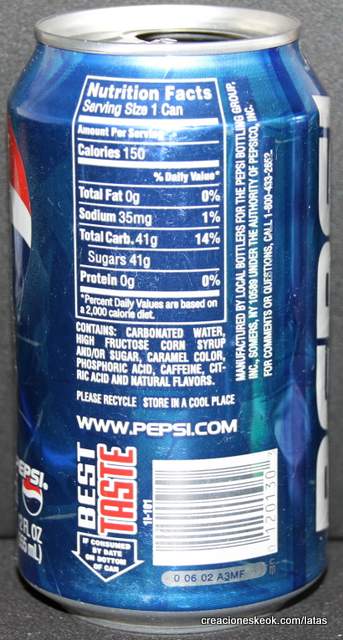 Nutrition Facts
Serving Size 1 Can
Amount Per Serving
Calories 150
% Daily Value*
Total Fat 0g 0%
Sodium 35mg 1%
Total Carb. 41g 14%
Sugars 41g
Protein 0g 0%
*Percent Daily Values are based on
a 2,000 calorie diet.
CONTAINS: CARBONATED WATER,
HIGH FRUCTOSE CORN SYRUP
AND/OR SUGAR, CARAMEL COLOR,
PHOSPHORIC ACID, CAFFEINE, CIT-
RIC ACID AND NATURAL FLAVORS.
PLEASE RECYCLE STORE IN A COOL PLACE
WWW.PEPSI.COM
MANUFACTURED BY LOCAL BOTTLERS FOR THE PEPSI BOTTLING GROUP,
INC., SOMERS, NY 10589 UNDER THE AUTHORITY OF PEPSICO, INC.
FOR COMMENTS OR QUESTIONS, CALL 1-800-433-2652
BEST
TASTE
IF CONSUMED
BY DATE
ON BOTTOM
OF CAN
1I-101
0 06 02 A3MF
PEPSI.
FL OZ
mL)
creacioneskeok.com/latas